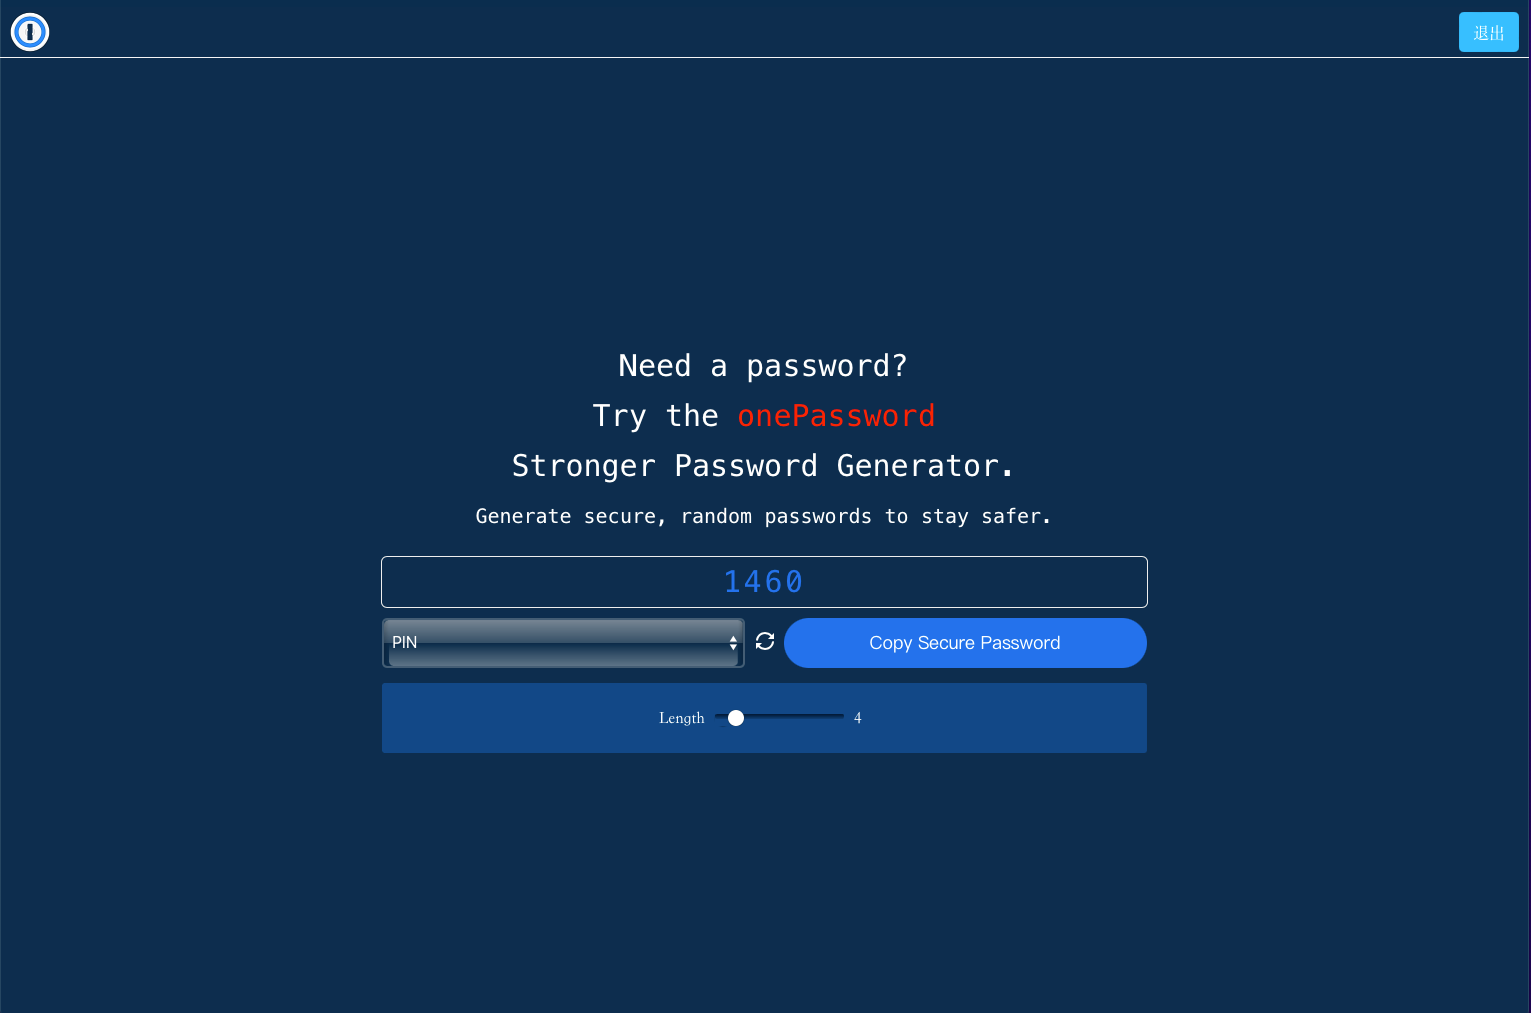 退出
Need a password?
Try the onePassword
Stronger Password Generator.
Generate secure, random passwords to stay safer.
1460
PIN
Copy Secure Password
Length 4